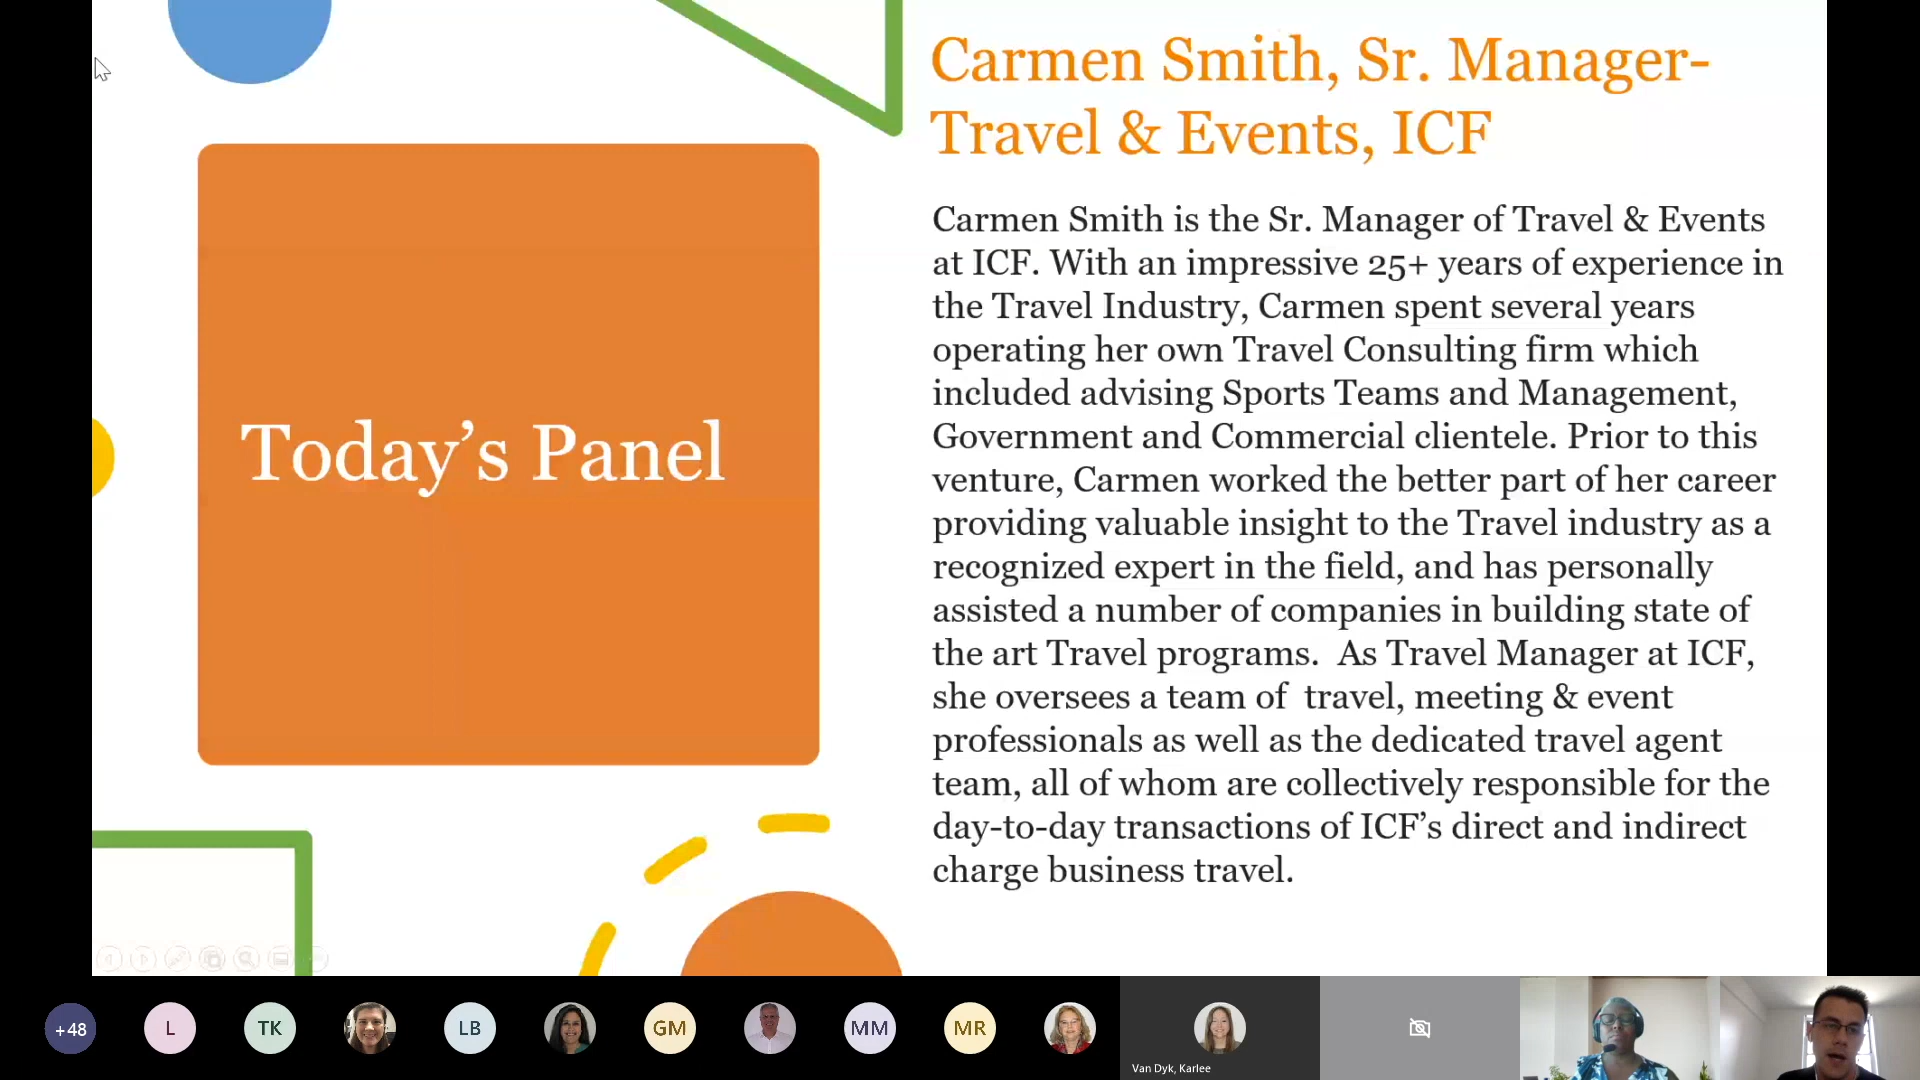 Carmen Smith, Sr. Manager-
Travel & Events, ICF
Today’s Panel
Carmen Smith is the Sr. Manager of Travel & Events
at ICF. With an impressive 25+ years of experience in
the Travel Industry, Carmen spent several years
operating her own Travel Consulting firm which
included advising Sports Teams and Management,
Government and Commercial clientele. Prior to this
venture, Carmen worked the better part of her career
providing valuable insight to the Travel industry as a
recognized expert in the field, and has personally
assisted a number of companies in building state of
the art Travel programs.  As Travel Manager at ICF,
she oversees a team of  travel, meeting & event
professionals as well as the dedicated travel agent
team, all of whom are collectively responsible for the
day-to-day transactions of ICF’s direct and indirect
charge business travel.
+48
L
TK
LB
GM
MM
MR
Van Dyk, Karlee